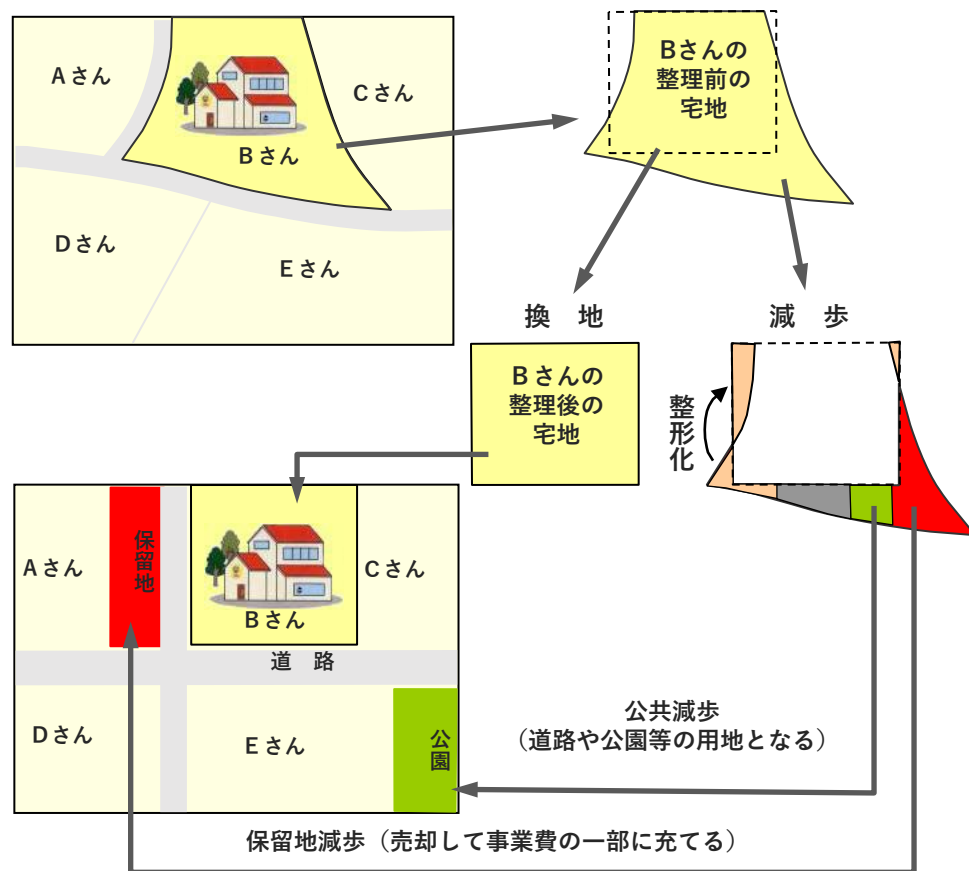 Aさん
Bさん
Cさん
Dさん
Eさん
Bさんの
整理前の
宅地
換　地
減　歩
Bさんの
整理後の
宅地
整形化
Aさん
保留地
Bさん
Cさん
道　路
Dさん
Eさん
公園
公共減歩
（道路や公園等の用地となる）
保留地減歩（売却して事業費の一部に充てる）